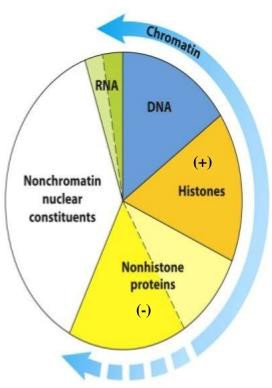 Chromatin
RNA
DNA
(+)
Histones
Nonchromatin
nuclear
constituents
Nonhistone
proteins
(-)